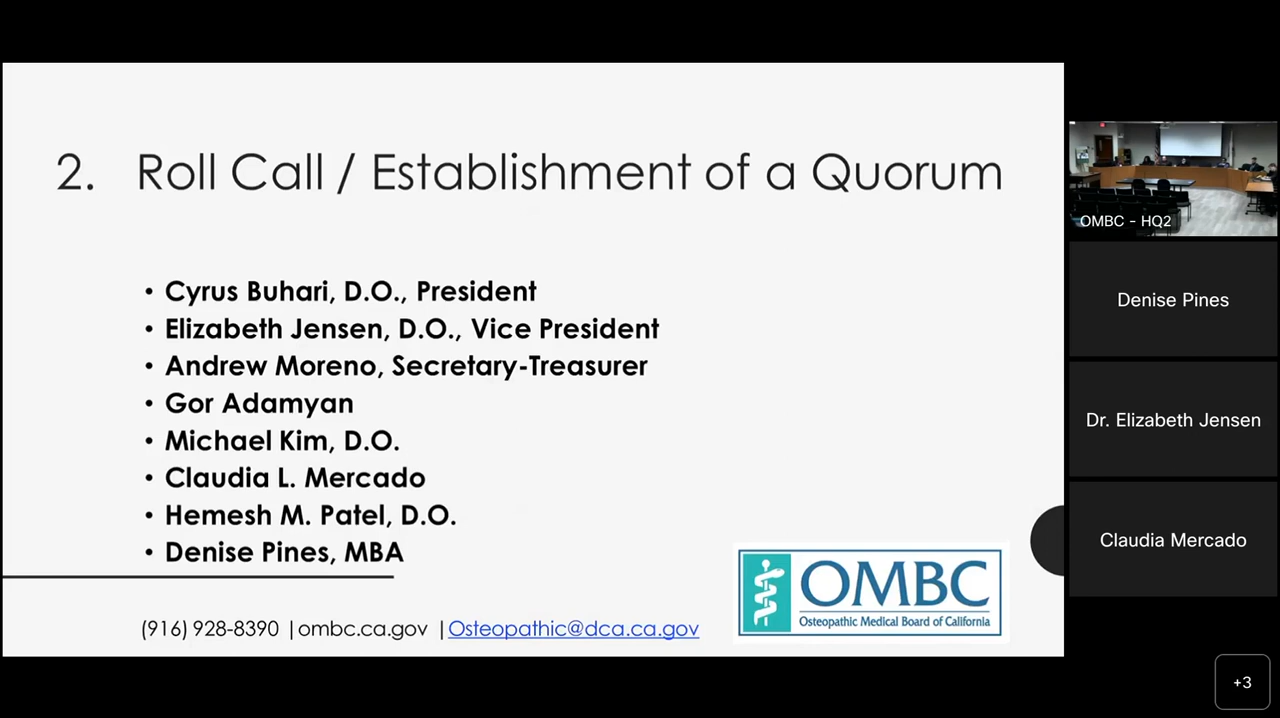 2. Roll Call / Establishment of a Quorum
• Cyrus Buhari, D.O., President
• Elizabeth Jensen, D.O., Vice President
• Andrew Moreno, Secretary-Treasurer
• Gor Adamyan
• Michael Kim, D.O.
• Claudia L. Mercado
• Hemesh M. Patel, D.O.
• Denise Pines, MBA
(916) 928-8390 |ombc.ca.gov |Osteopathic@dca.ca.gov
OMBC
Osteopathic Medical Board of California
OMBC - HQ2
Denise Pines
Dr. Elizabeth Jensen
Claudia Mercado
+3